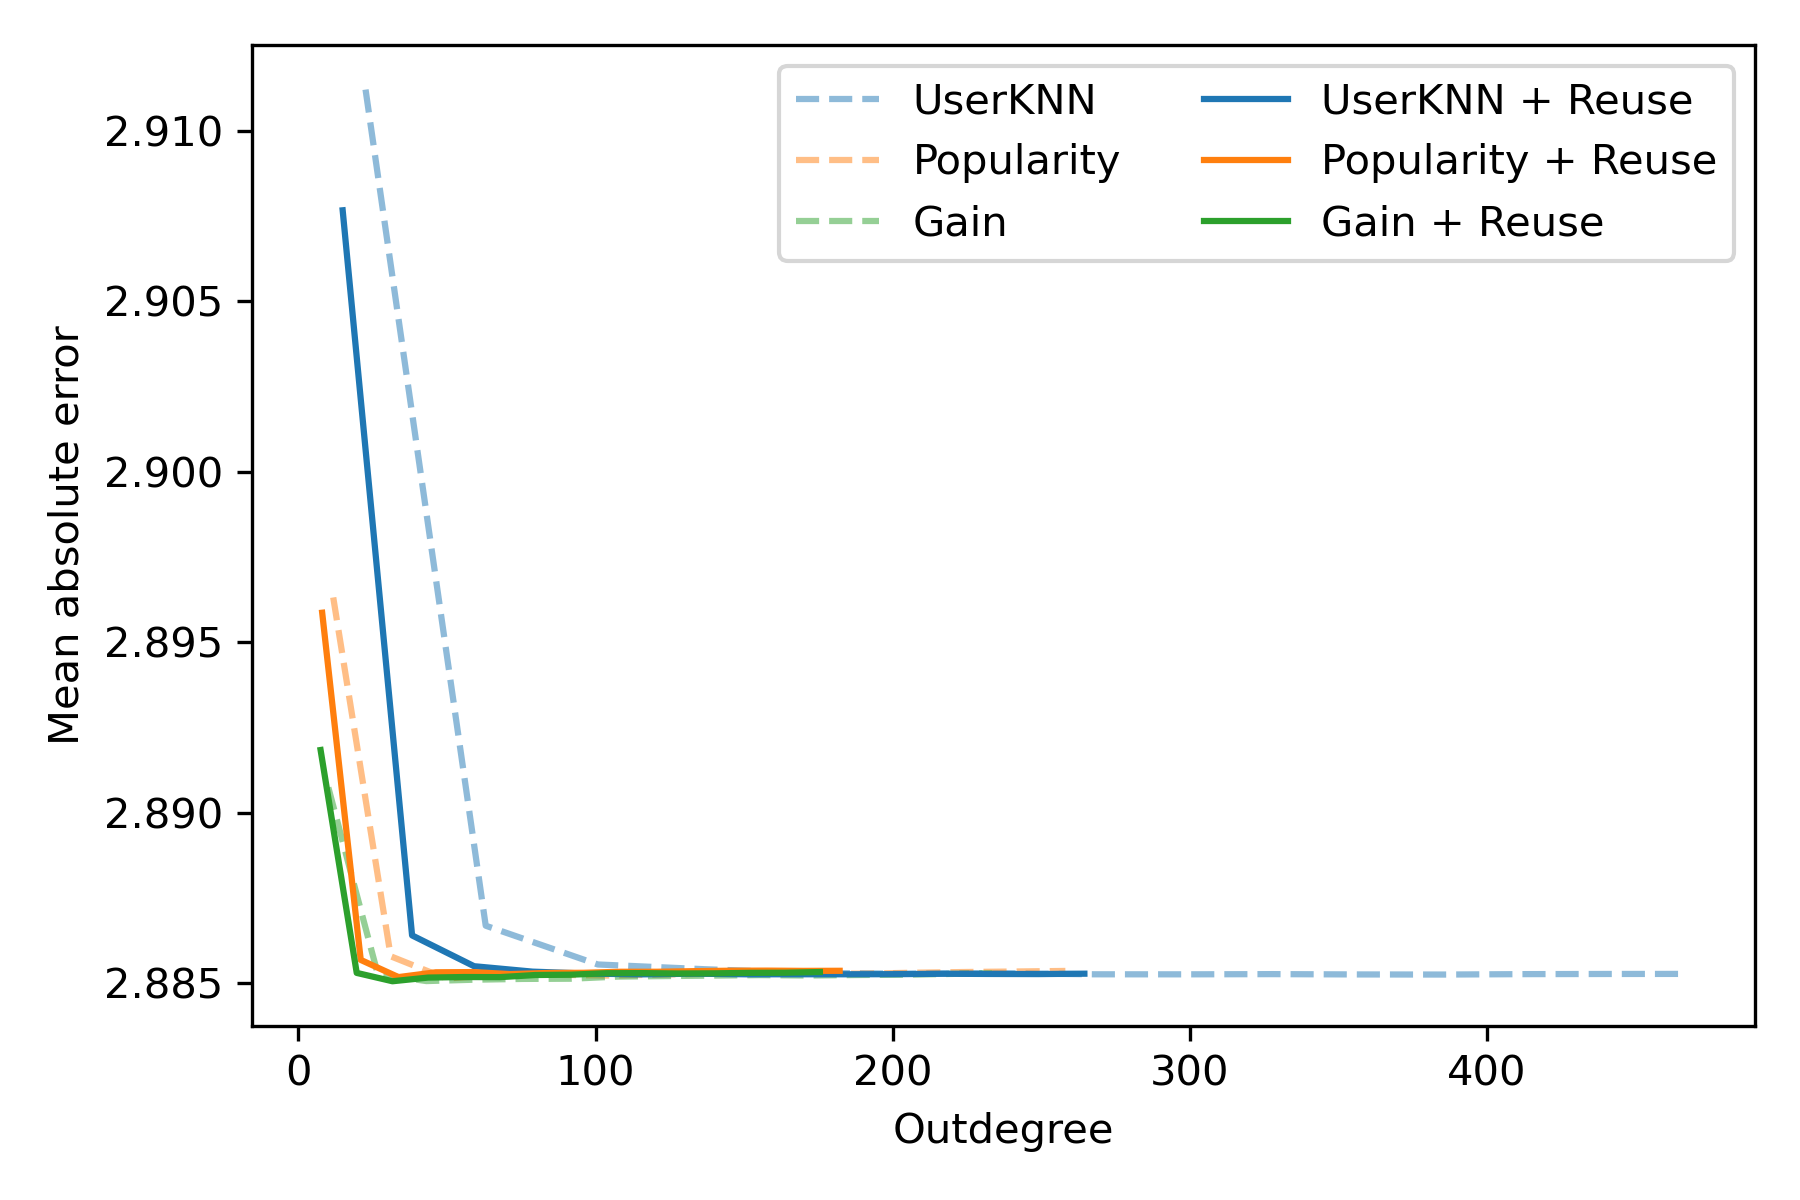 UserKNN
Popularity
Gain
UserKNN + Reuse
Popularity + Reuse
Gain + Reuse
2.910
2.905
2.900
2.895
2.890
2.885
Mean absolute error
0 100 200 300 400
Outdegree